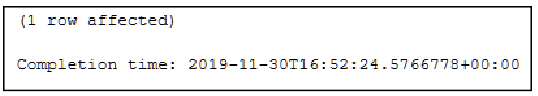 (1 row affected)
Completion time: 2019-11-30T16:52:24.5766778+00:00